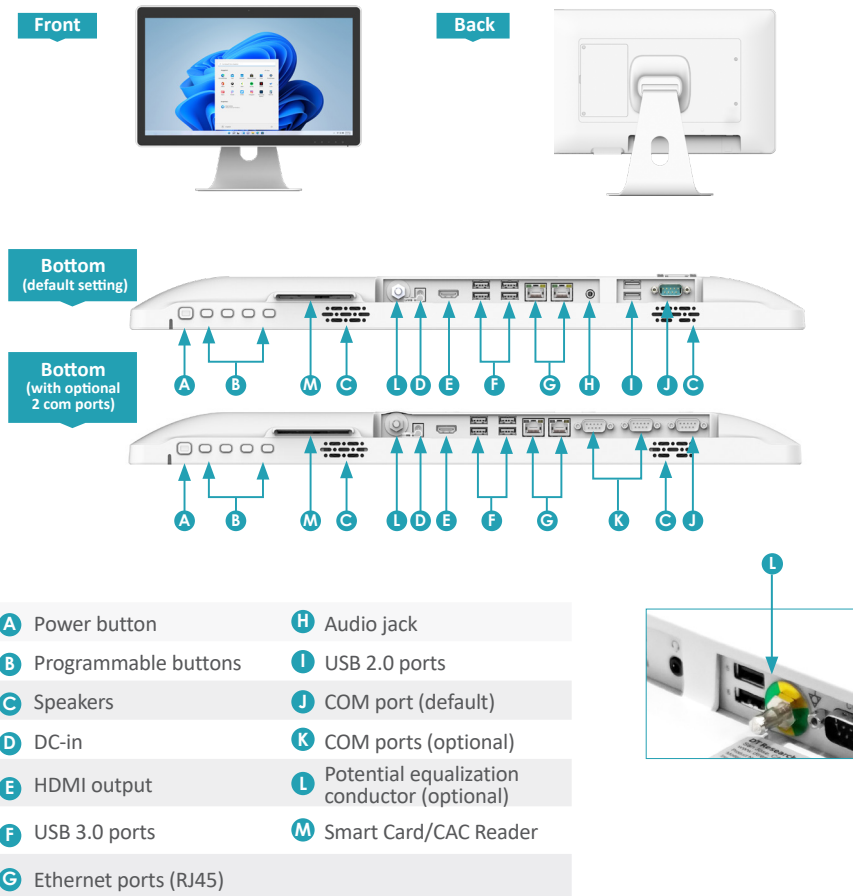 Front
Back
Bottom
(default setting)
A
B
M
C
L
D
E
F
G
H
I
J
C
Bottom
(with optional
2 com ports)
A
B
M
C
L
D
E
F
G
K
C
J
L
A Power button
H Audio jack
B Programmable buttons
I USB 2.0 ports
C Speakers
J COM port (default)
D DC-in
K COM ports (optional)
E HDMI output
L Potential equalization
conductor (optional)
F USB 3.0 ports
M Smart Card/CAC Reader
G Ethernet ports (RJ45)
DT Research